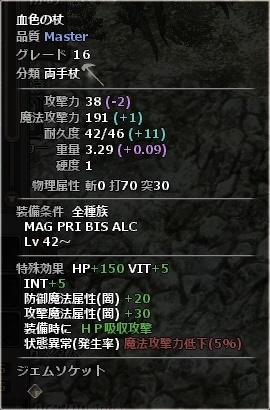 血色の杖
品質 Master
グレード 16
分類 両手杖
攻撃力 38 (-2)
魔法攻撃力 191 (+1)
耐久度 42/46 (+11)
重量 3.29 (+0.09)
硬度 1
物理属性 斬0 打70 突30
装備条件 全種族
MAG PRI BIS ALC
Lv 42～
特殊効果 HP+150 VIT+5
INT+5
防御魔法属性(闇) +20
攻撃魔法属性(闇) +30
装備時に ＨＰ吸収攻撃
状態異常(発生率) 魔法攻撃力低下(5%)
ジェムソケット